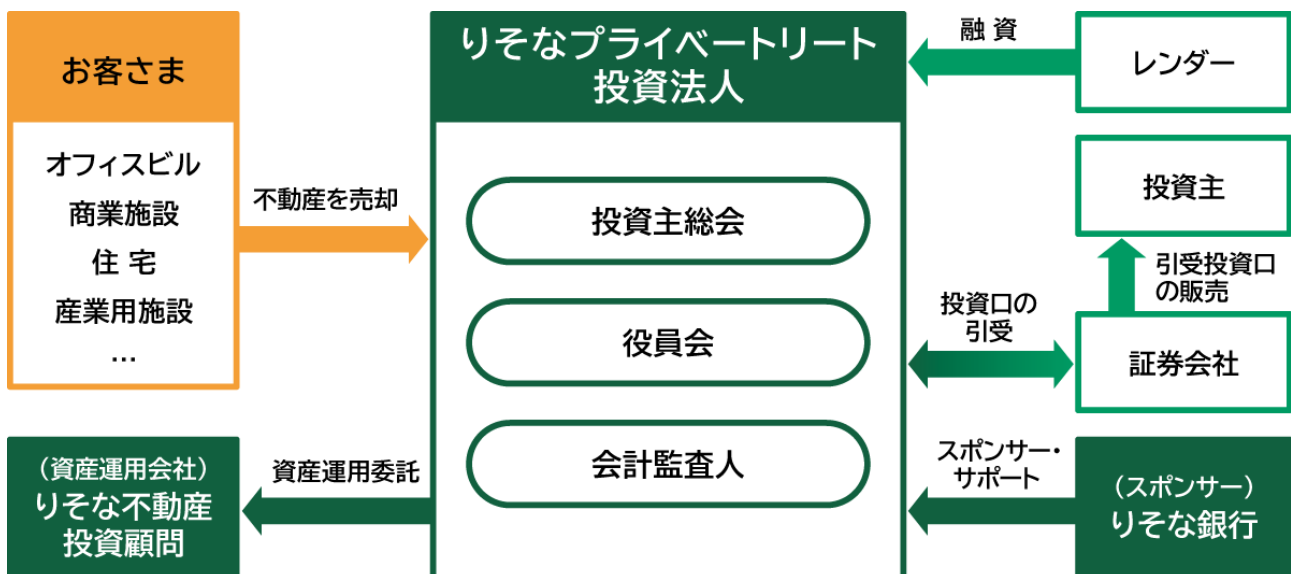 お客さま
オフィスビル
商業施設
住 宅
産業用施設
…
不動産を売却
りそなプライベートリート
投資法人
投資主総会
役員会
会計監査人
融 資
レンダー
投資主
引受投資口
の販売
投資口の
引受
証券会社
(資産運用会社)
りそな不動産
投資顧問
資産運用委託
スポンサー・
サポート
(スポンサー)
りそな銀行